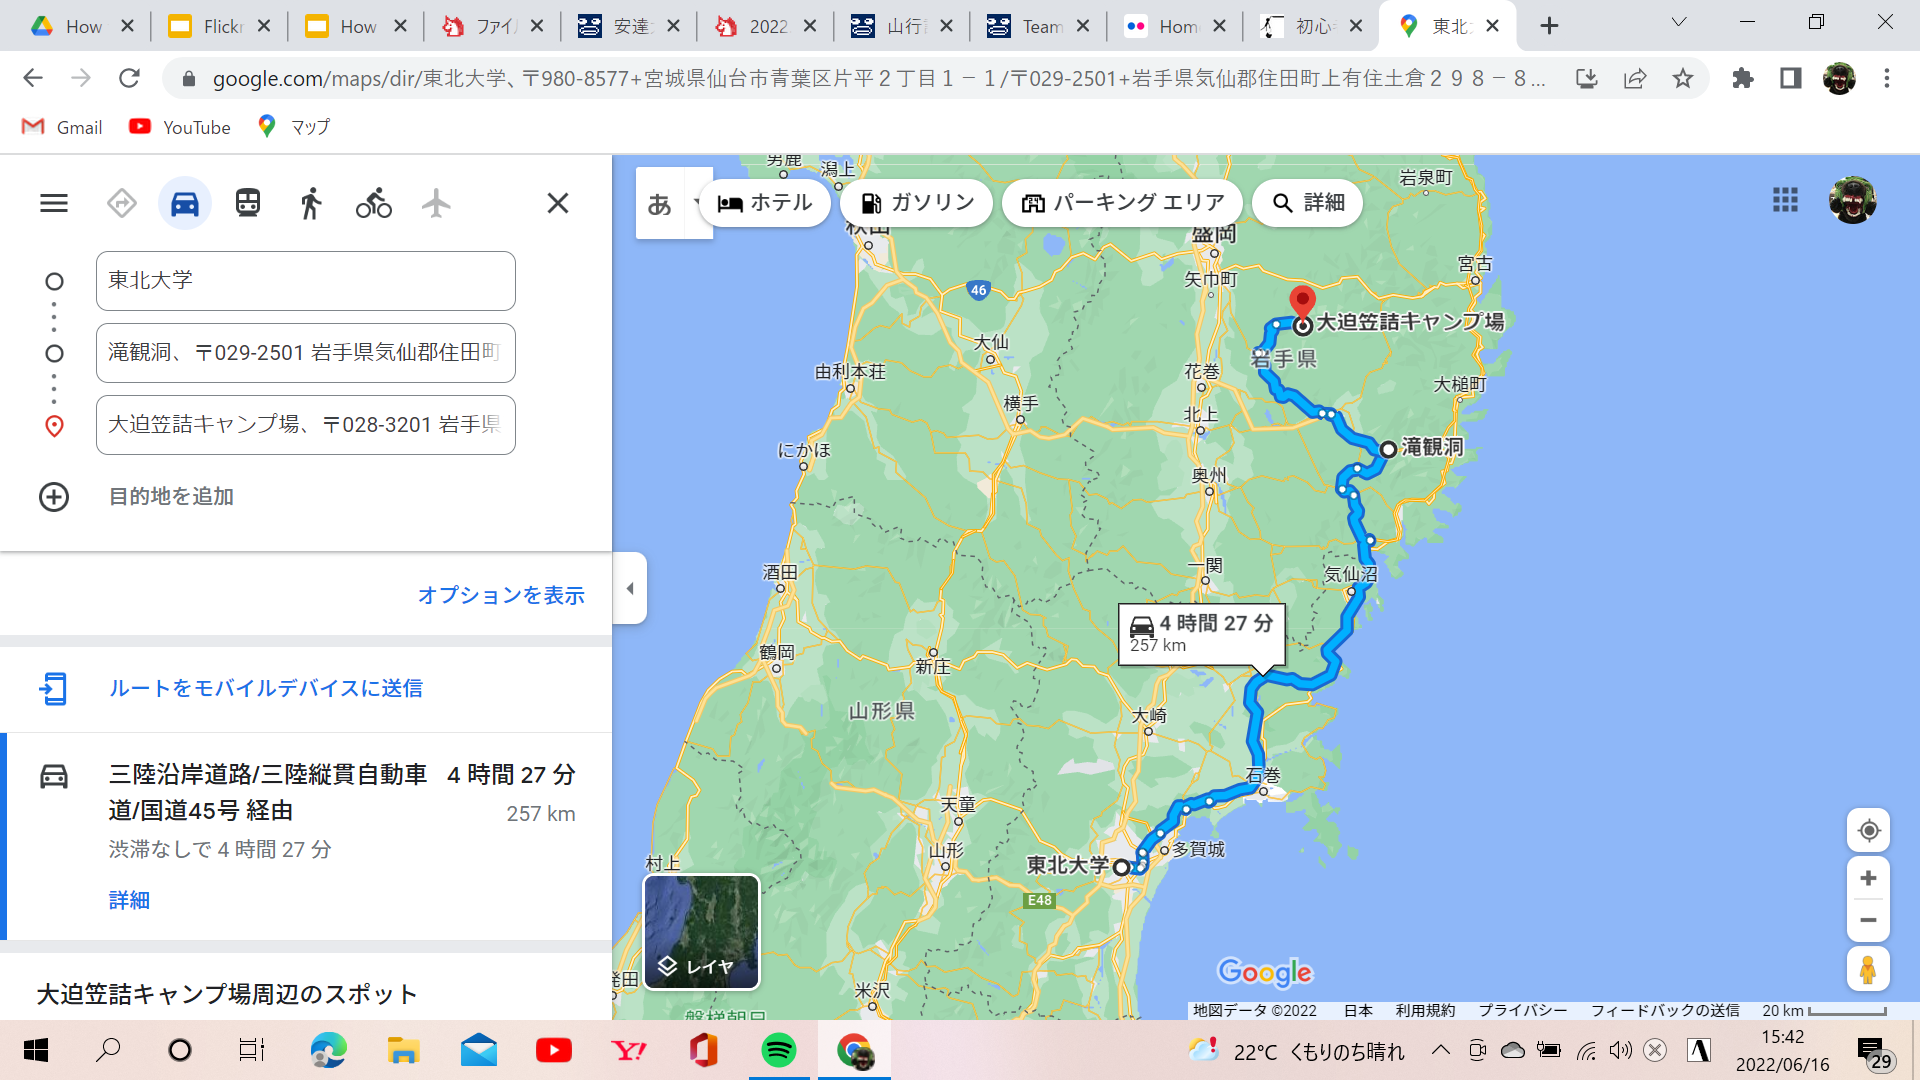 How
Flickr
How
ファイル
安達
2022
山行
Team
Hom
初心
東北
google.com/maps/dir/東北大学、〒980-8577+宮城県仙台市青葉区片平２丁目１－１/〒029-2501+岩手県気仙郡住田町上有住土倉２９８－８...
Gmail
YouTube
マップ
東北大学
滝観洞、〒029-2501 岩手県気仙郡住田町
大迫笠詰キャンプ場、〒028-3201 岩手県
目的地を追加
オプションを表示
ルートをモバイルデバイスに送信
三陸沿岸道路/三陸縦貫自動車
道/国道45号 経由
4 時間 27 分
257 km
渋滞なしで 4 時間 27 分
詳細
大迫笠詰キャンプ場周辺のスポット
あ
ホテル
ガソリン
パーキング エリア
詳細
男鹿
潟上
岩泉町
秋田
盛岡
宮古
矢巾町
46
大迫笠詰キャンプ場
大仙
岩手県
由利本荘
花巻
大槌町
横手
北上
にかほ
滝観洞
奥州
酒田
一関
気仙沼
4 時間 27 分
257 km
鶴岡
新庄
山形県
大崎
石巻
天童
山形
多賀城
村上
東北大学
E48
レイヤ
発田
米沢
磐梯朝日
Google
地図データ ©2022
日本
利用規約
プライバシー
フィードバックの送信
20 km
22°C くもりのち晴れ
A
15:42
2022/06/16
29